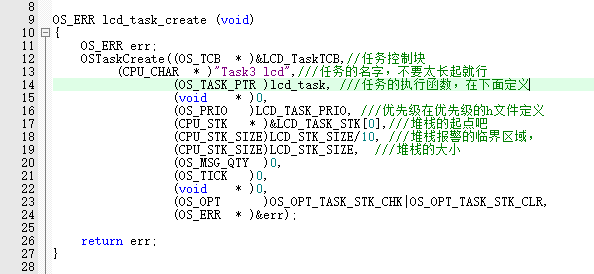 8
9 OS_ERR lcd_task_create (void)
10 {
11 OS_ERR err;
12 OSTaskCreate((OS_TCB * )&LCD_TaskTCB,//任务控制块
13 (CPU_CHAR * )"Task3 lcd",///任务的名字，不要太长起就行
14 (OS_TASK_PTR )lcd_task, ///任务的执行函数，在下面定义
15 (void * )0,
16 (OS_PRIO )LCD_TASK_PRIO, ///优先级在优先级的h文件定义
17 (CPU_STK * )&LCD_TASK_STK[0],///堆栈的起点吧
18 (CPU_STK_SIZE)LCD_STK_SIZE/10, ///堆栈报警的临界区域，
19 (CPU_STK_SIZE)LCD_STK_SIZE, ///堆栈的大小
20 (OS_MSG_QTY )0,
21 (OS_TICK )0,
22 (void * )0,
23 (OS_OPT )OS_OPT_TASK_STK_CHK|OS_OPT_TASK_STK_CLR,
24 (OS_ERR * )&err);
25
26 return err;
27 }
28